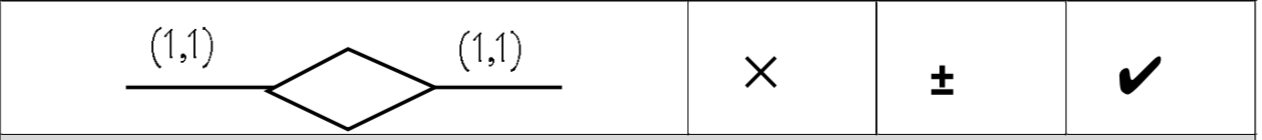 (1,1) (1,1) × ± ✔